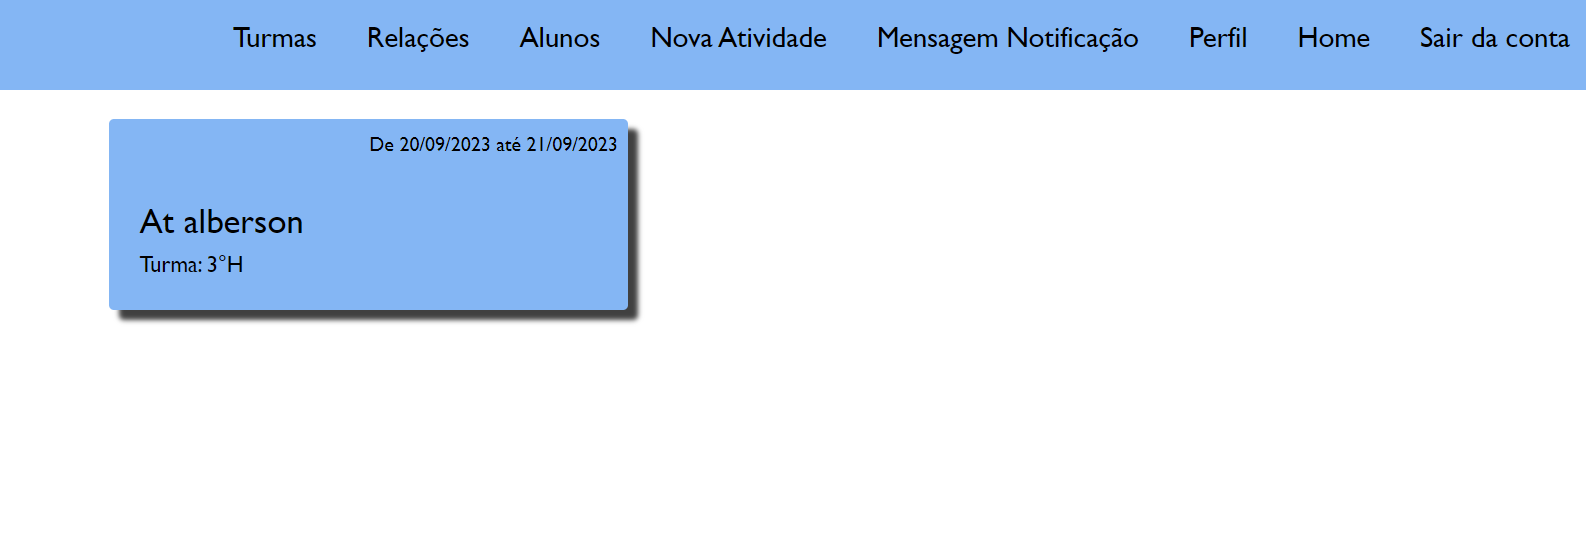 Turmas Relações Alunos Nova Atividade Mensagem Notificação Perfil Home Sair da conta
De 20/09/2023 até 21/09/2023
At alberson
Turma: 3°H